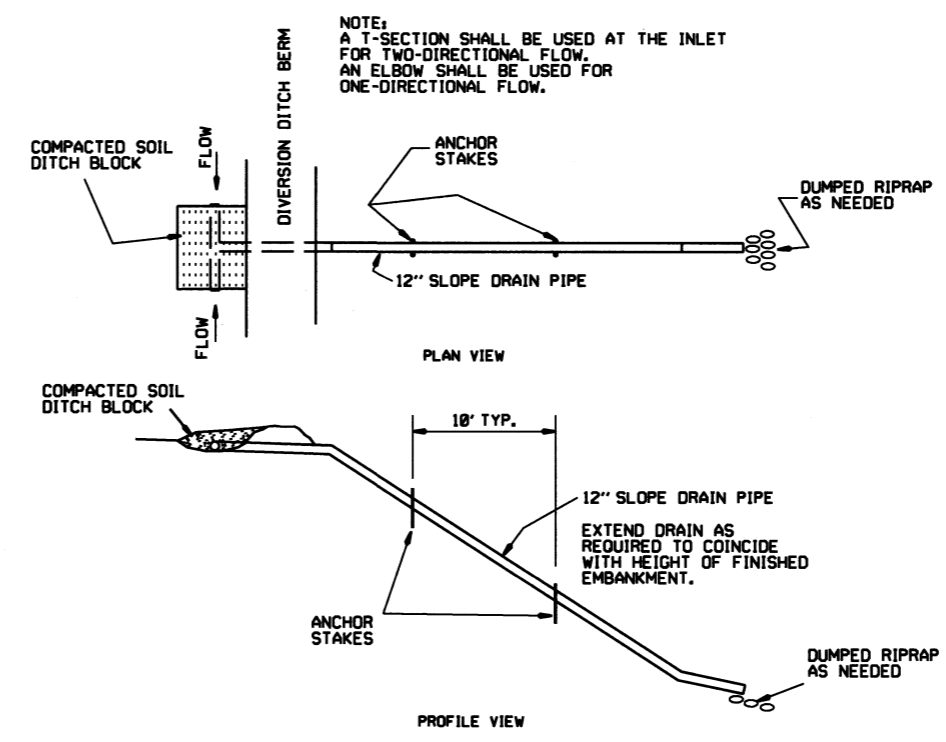 NOTE:
A T-SECTION SHALL BE USED AT THE INLET
FOR TWO-DIRECTIONAL FLOW.
AN ELBOW SHALL BE USED FOR
ONE-DIRECTIONAL FLOW.
COMPACTED SOIL
DITCH BLOCK
FLOW
DIVERSION DITCH BERM
ANCHOR
STAKES
DUMPED RIPRAP
AS NEEDED
12" SLOPE DRAIN PIPE
FLOW
PLAN VIEW
COMPACTED SOIL
DITCH BLOCK
10' TYP.
12" SLOPE DRAIN PIPE
EXTEND DRAIN AS
REQUIRED TO COINCIDE
WITH HEIGHT OF FINISHED
EMBANKMENT.
ANCHOR
STAKES
DUMPED RIPRAP
AS NEEDED
PROFILE VIEW